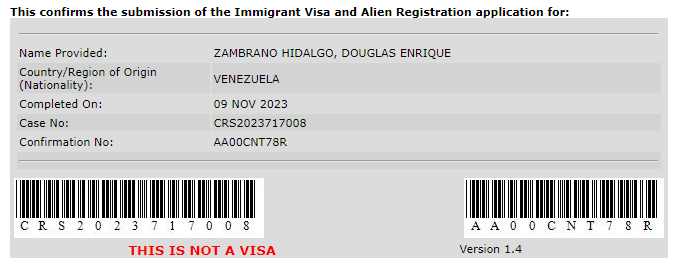 This confirms the submission of the Immigrant Visa and Alien Registration application for:
Name Provided: ZAMBRANO HIDALGO, DOUGLAS ENRIQUE
Country/Region of Origin
(Nationality): VENEZUELA
Completed On: 09 NOV 2023
Case No: CRS2023717008
Confirmation No: AA00CNT78R
CRS2023717008 AA00CNT78R
THIS IS NOT A VISA Version 1.4